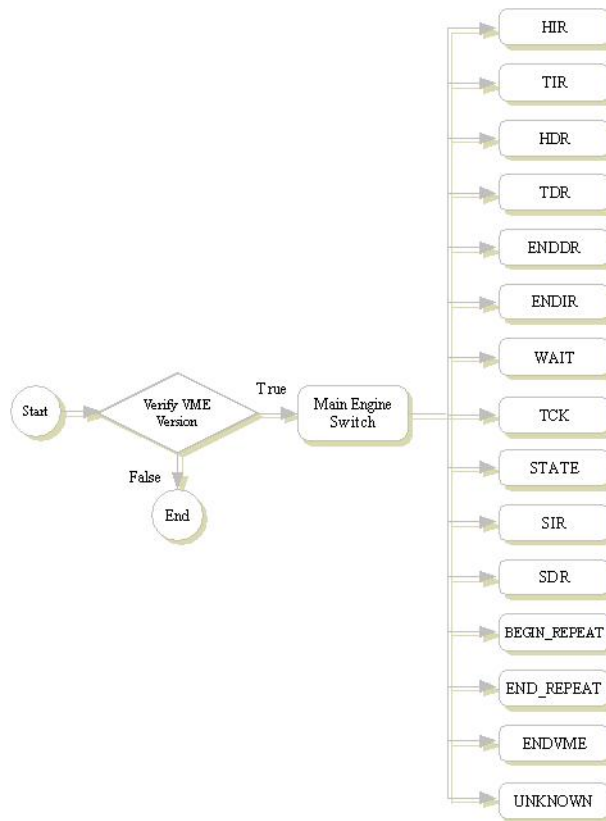 HIR
TIR
HDR
TDR
ENDDR
ENDIR
WAIT
Start
Verify VME
Version
True
False
End
Main Engine
Switch
TCK
STATE
SIR
SDR
BEGIN_REPEAT
END_REPEAT
ENDVME
UNKNOWN